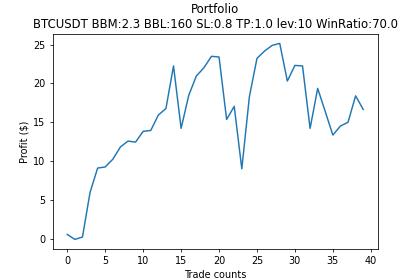 Portfolio
BTCUSDT BBM:2.3 BBL:160 SL:0.8 TP:1.0 lev:10 WinRatio:70.0
Profit ($)
25
20
15
10
5
0
0 5 10 15 20 25 30 35 40
Trade counts